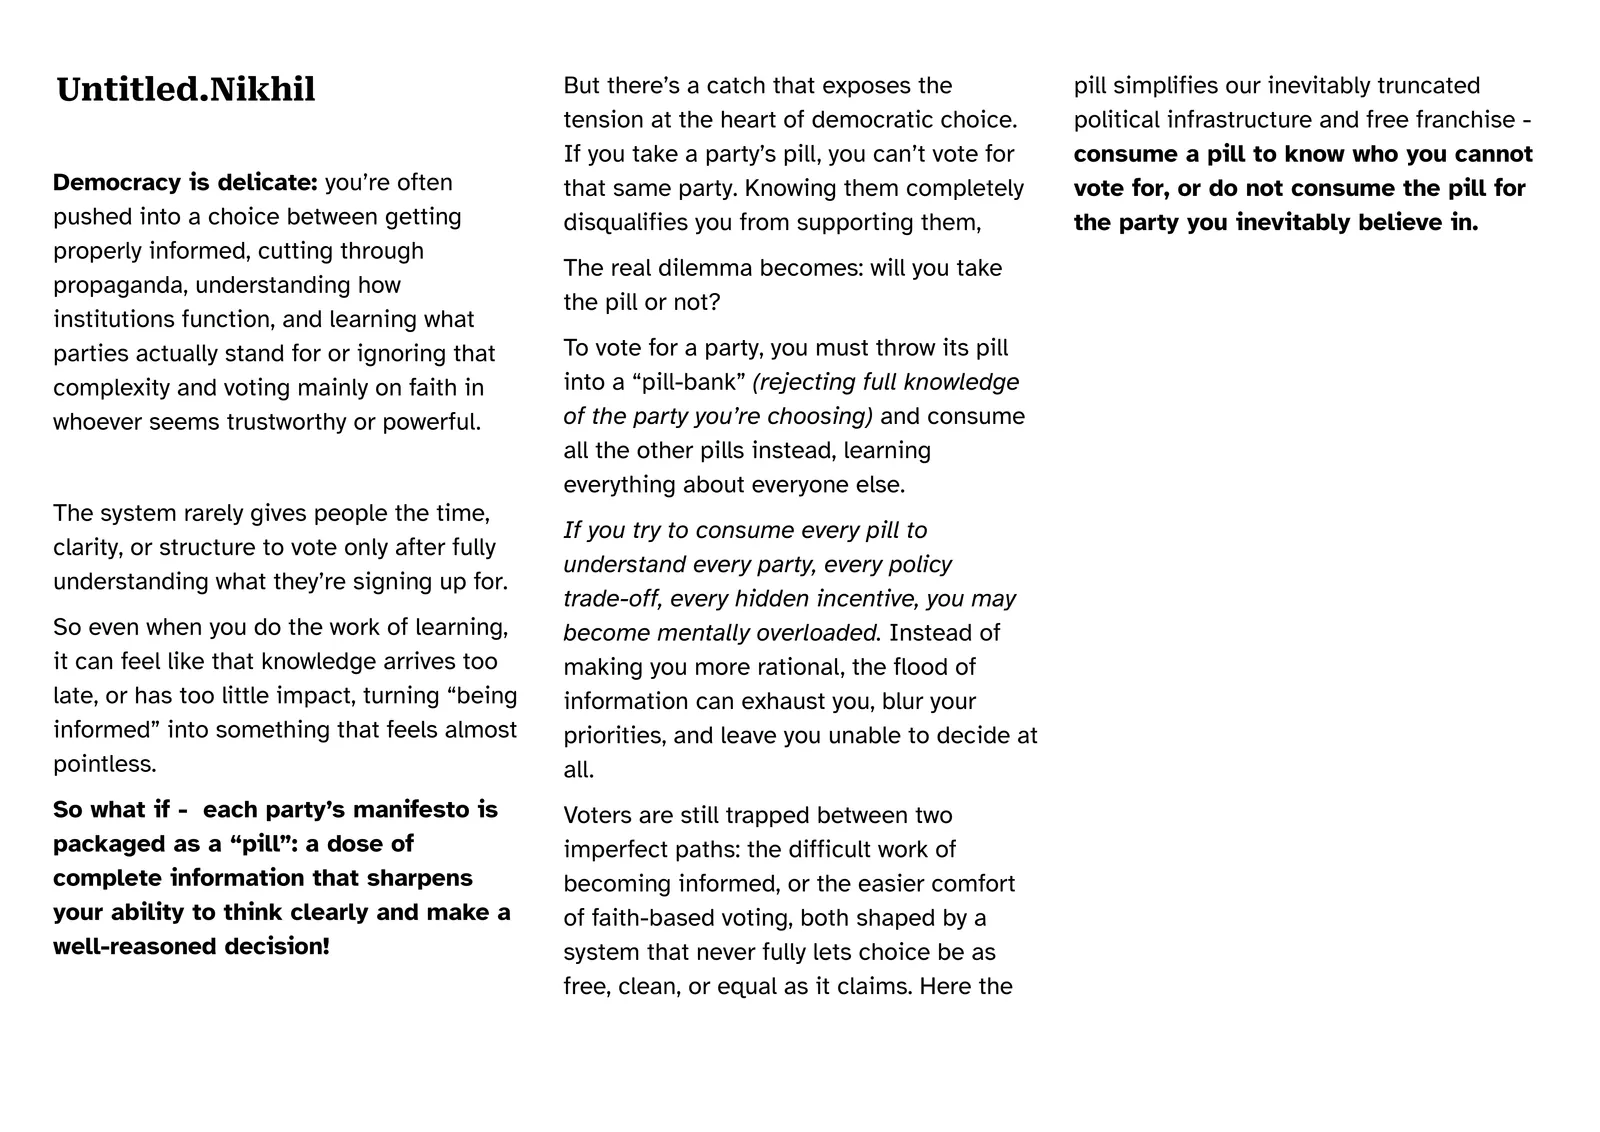 Untitled.Nikhil
Democracy is delicate: you’re often
pushed into a choice between getting
properly informed, cutting through
propaganda, understanding how
institutions function, and learning what
parties actually stand for or ignoring that
complexity and voting mainly on faith in
whoever seems trustworthy or powerful.
The system rarely gives people the time,
clarity, or structure to vote only after fully
understanding what they’re signing up for.
So even when you do the work of learning,
it can feel like that knowledge arrives too
late, or has too little impact, turning “being
informed” into something that feels almost
pointless.
So what if -  each party’s manifesto is
packaged as a “pill”: a dose of
complete information that sharpens
your ability to think clearly and make a
well-reasoned decision!
But there’s a catch that exposes the
tension at the heart of democratic choice.
If you take a party’s pill, you can’t vote for
that same party. Knowing them completely
disqualifies you from supporting them,
The real dilemma becomes: will you take
the pill or not?
To vote for a party, you must throw its pill
into a “pill-bank” (rejecting full knowledge
of the party you’re choosing) and consume
all the other pills instead, learning
everything about everyone else.
If you try to consume every pill to
understand every party, every policy
trade-off, every hidden incentive, you may
become mentally overloaded. Instead of
making you more rational, the flood of
information can exhaust you, blur your
priorities, and leave you unable to decide at
all.
Voters are still trapped between two
imperfect paths: the difficult work of
becoming informed, or the easier comfort
of faith-based voting, both shaped by a
system that never fully lets choice be as
free, clean, or equal as it claims. Here the
pill simplifies our inevitably truncated
political infrastructure and free franchise -
consume a pill to know who you cannot
vote for, or do not consume the pill for
the party you inevitably believe in.